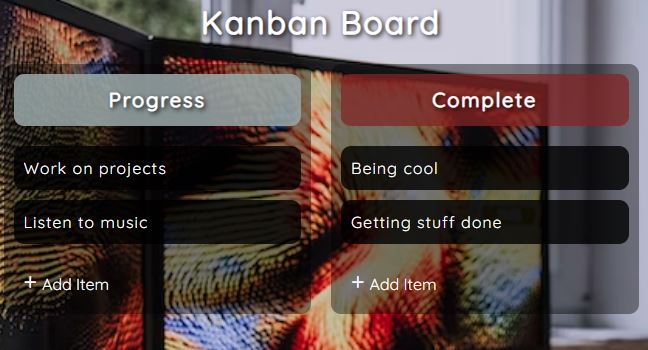 Kanban Board
Progress
Work on projects
Listen to music
+ Add Item
Complete
Being cool
Getting stuff done
+ Add Item